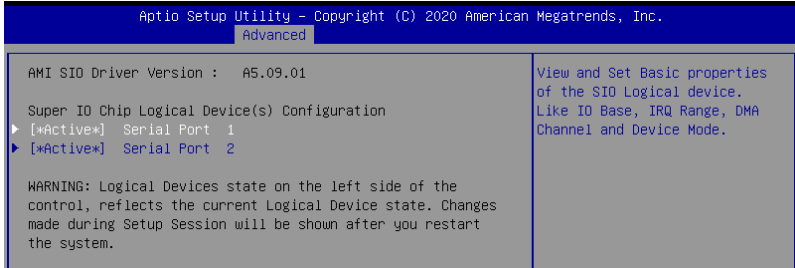 Aptio Setup Utility – Copyright (C) 2020 American Megatrends, Inc.
Advanced
AMI SIO Driver Version : A5.09.01
Super IO Chip Logical Device(s) Configuration
[*Active*] Serial Port 1
[*Active*] Serial Port 2
WARNING: Logical Devices state on the left side of the
control, reflects the current Logical Device state. Changes
made during Setup Session will be shown after you restart
the system.
View and Set Basic properties
of the SIO Logical device.
Like IO Base, IRQ Range, DMA
Channel and Device Mode.